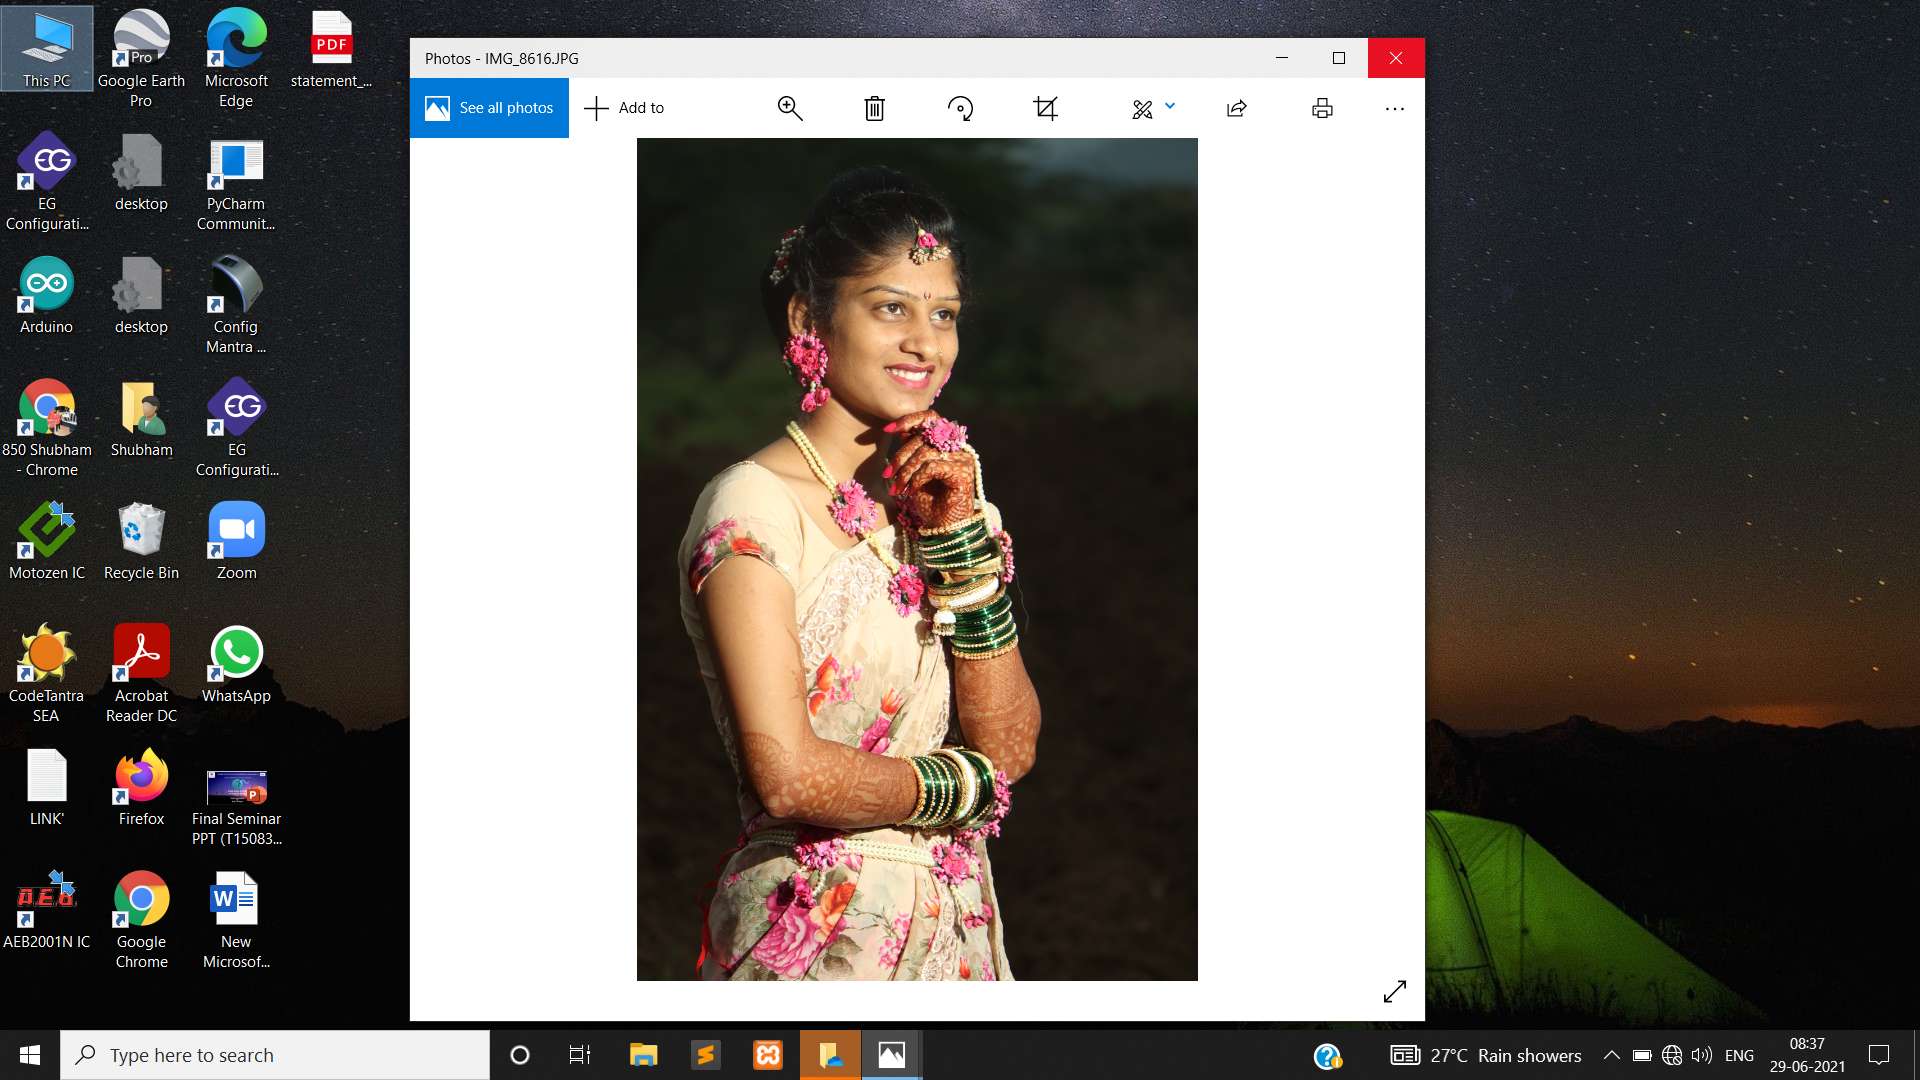 Photos - IMG_8616.JPG
See all photos
Add to
This PC
Pro
Google Earth
Pro
Microsoft
Edge
PDF
statement_...
EG
Configurati...
desktop
PyCharm
Communit...
Arduino
desktop
Config
Mantra ...
850 Shubham
- Chrome
Shubham
EG
Configurati...
Motozen IC
Recycle Bin
Zoom
CodeTantra
SEA
Acrobat
Reader DC
WhatsApp
LINK'
Firefox
P
Final Seminar
PPT (T15083...
A.E.B.
AEB2001N IC
Google
Chrome
W
New
Microsof...
Type here to search
27°C Rain showers
ENG
08:37
29-06-2021